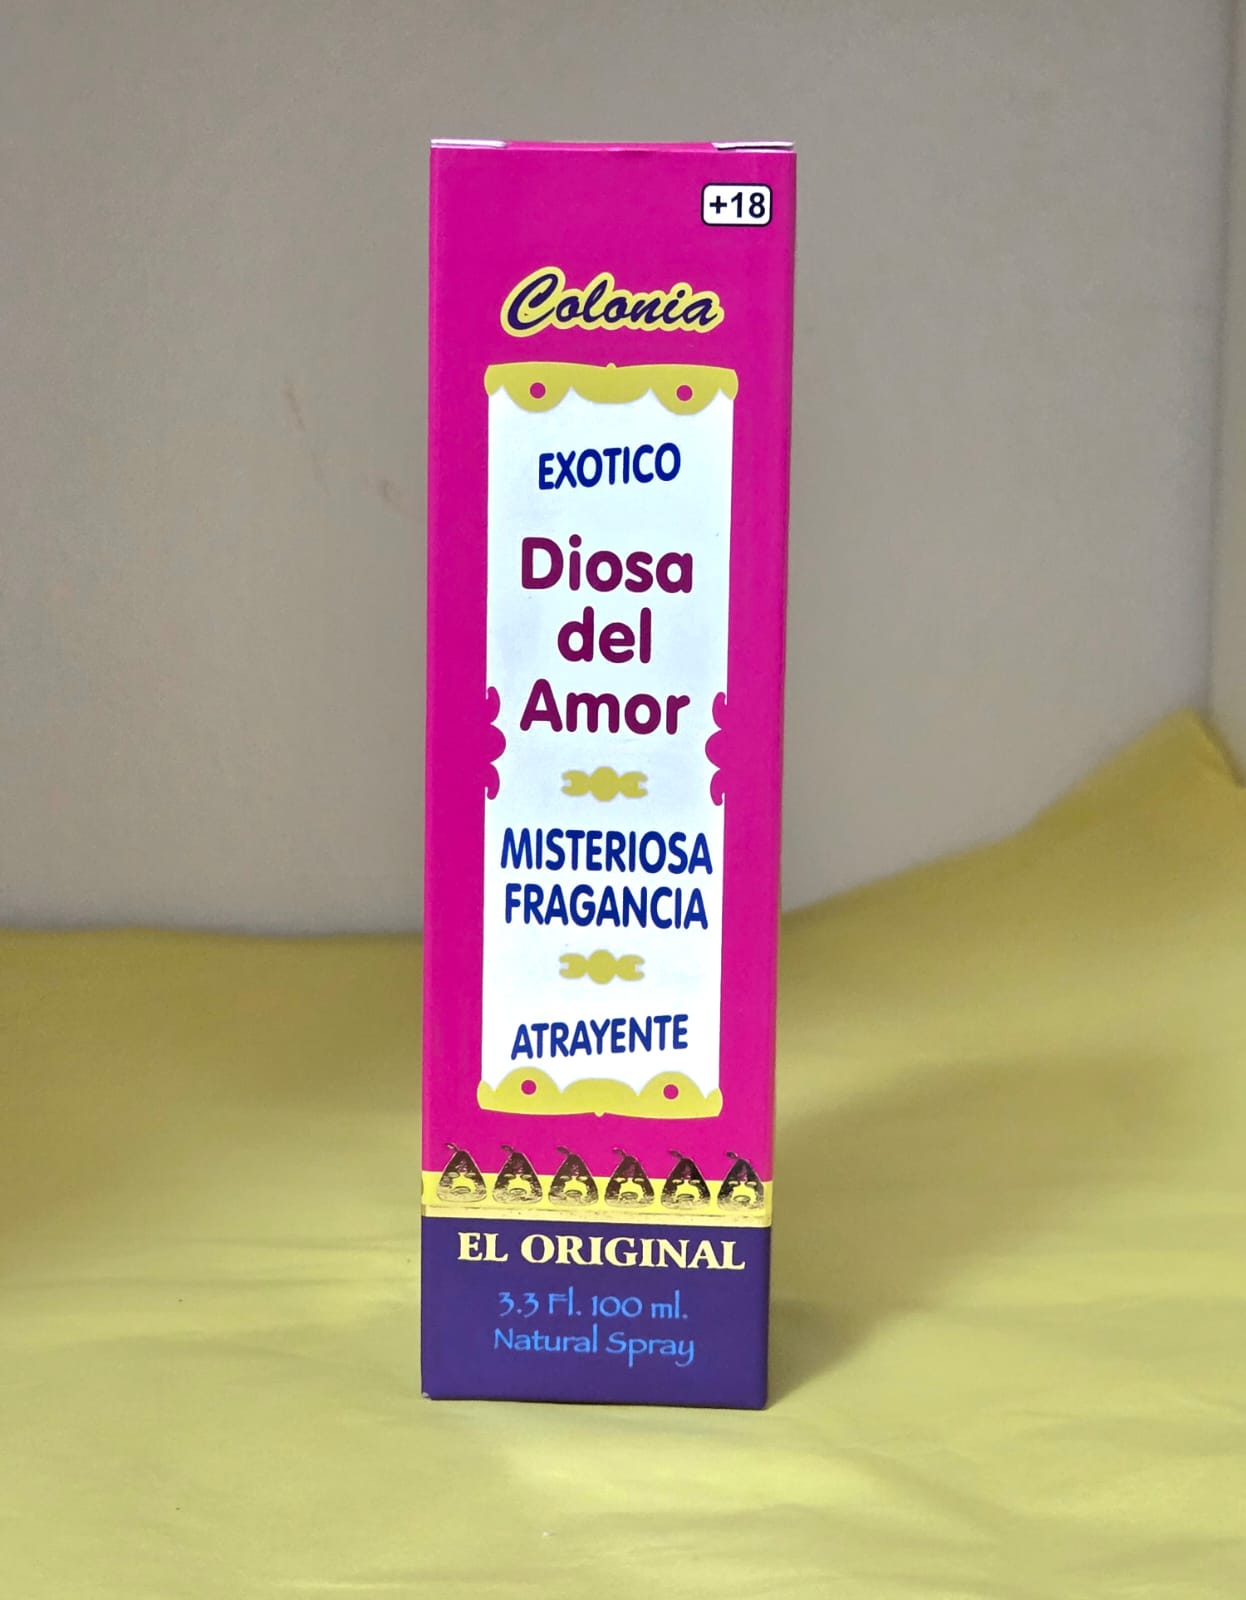 +18
Colonia
EXOTICO
Diosa
del
Amor
MISTERIOSA
FRAGANCIA
ATRAYENTE
EL ORIGINAL
3.3 Fl. 100 ml.
Natural Spray